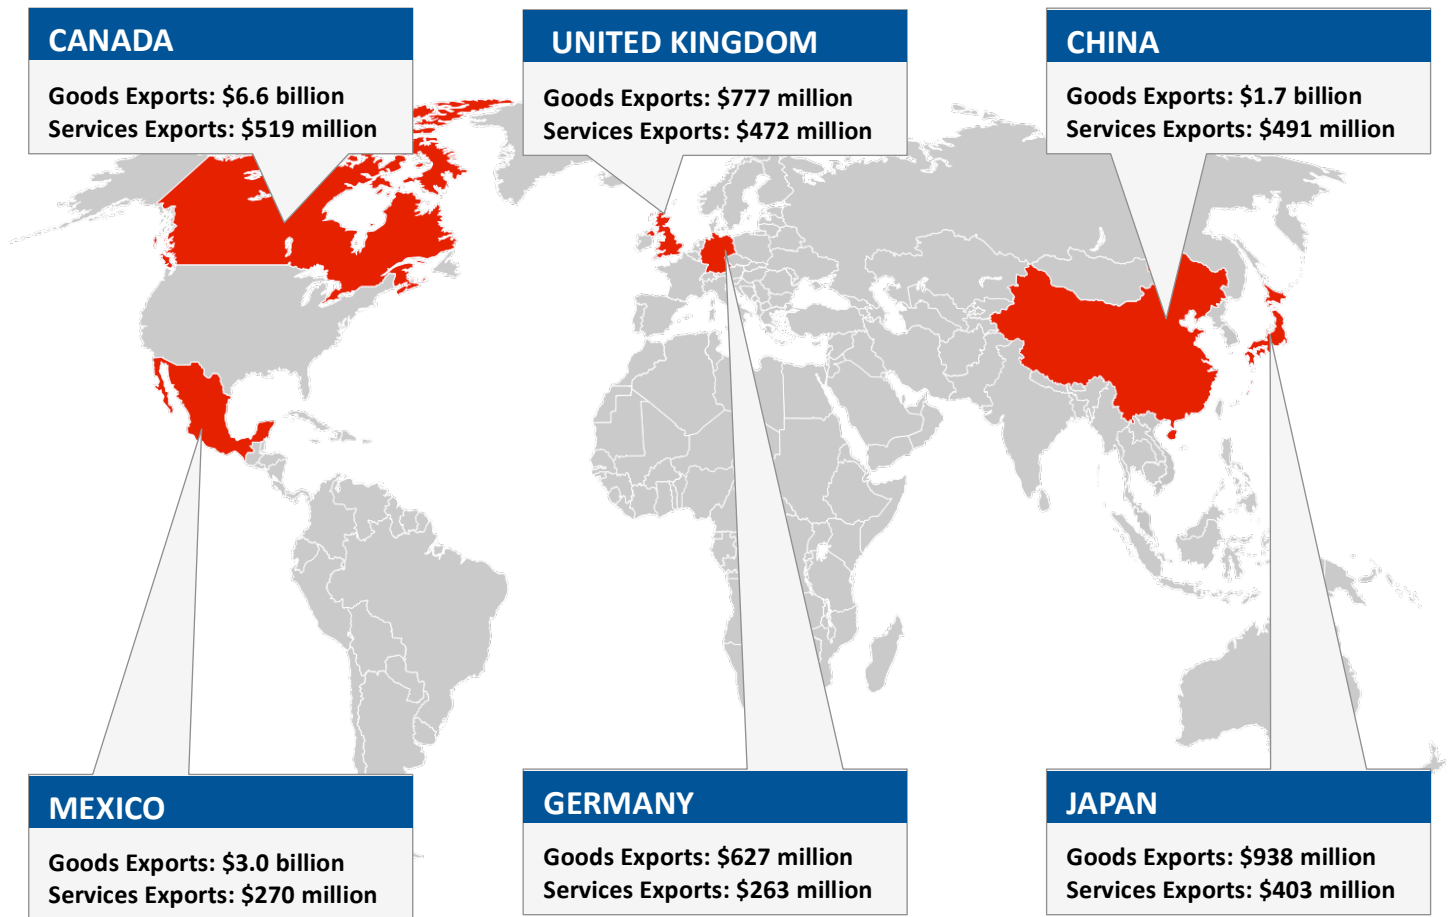 CANADA
Goods Exports: $6.6 billion
Services Exports: $519 million
UNITED KINGDOM
Goods Exports: $777 million
Services Exports: $472 million
CHINA
Goods Exports: $1.7 billion
Services Exports: $491 million
MEXICO
Goods Exports: $3.0 billion
Services Exports: $270 million
GERMANY
Goods Exports: $627 million
Services Exports: $263 million
JAPAN
Goods Exports: $938 million
Services Exports: $403 million